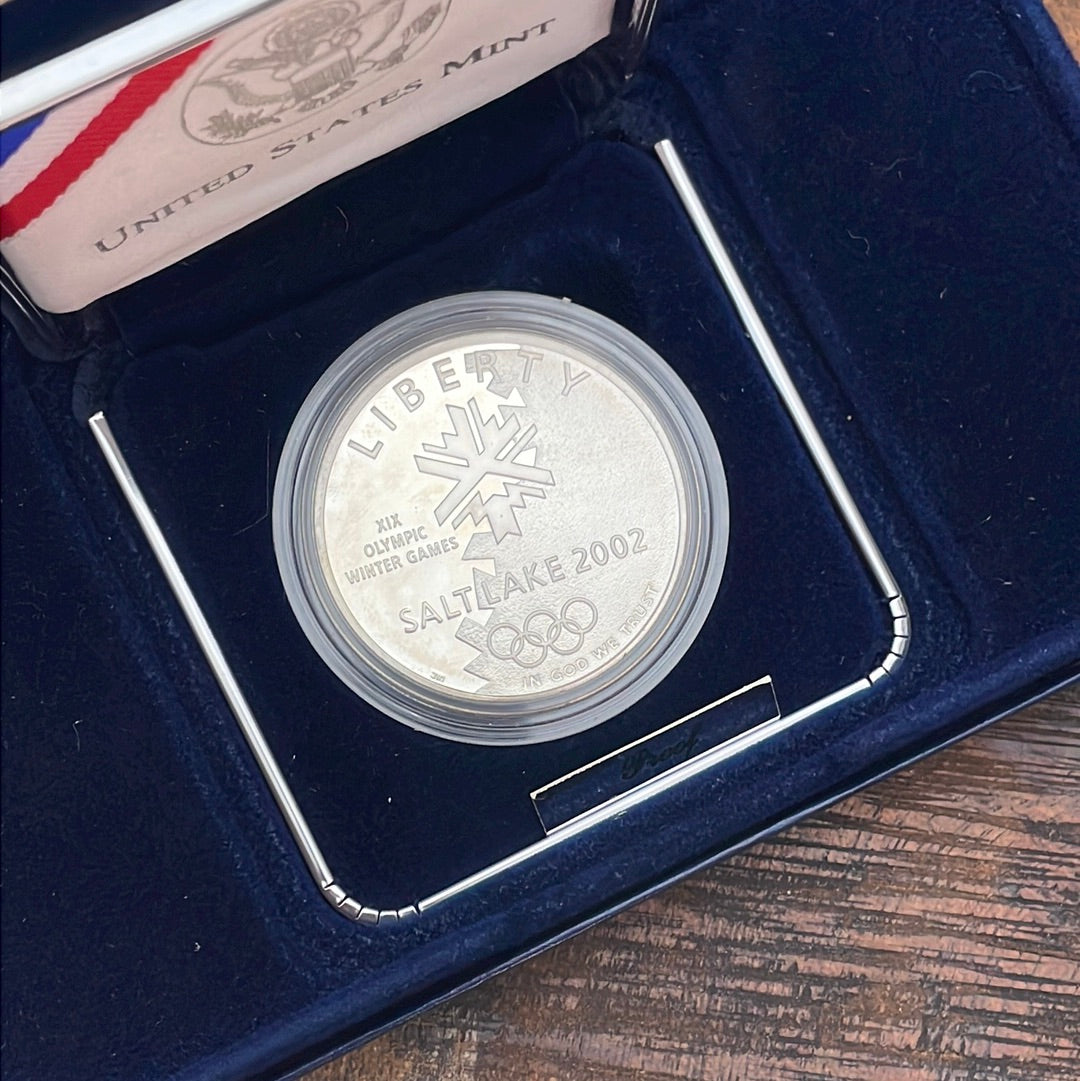 UNITED STATES MINT
LIBERTY
XIX
OLYMPIC
WINTER GAMES
SALT LAKE 2002
IN GOD WE TRUST
Proof